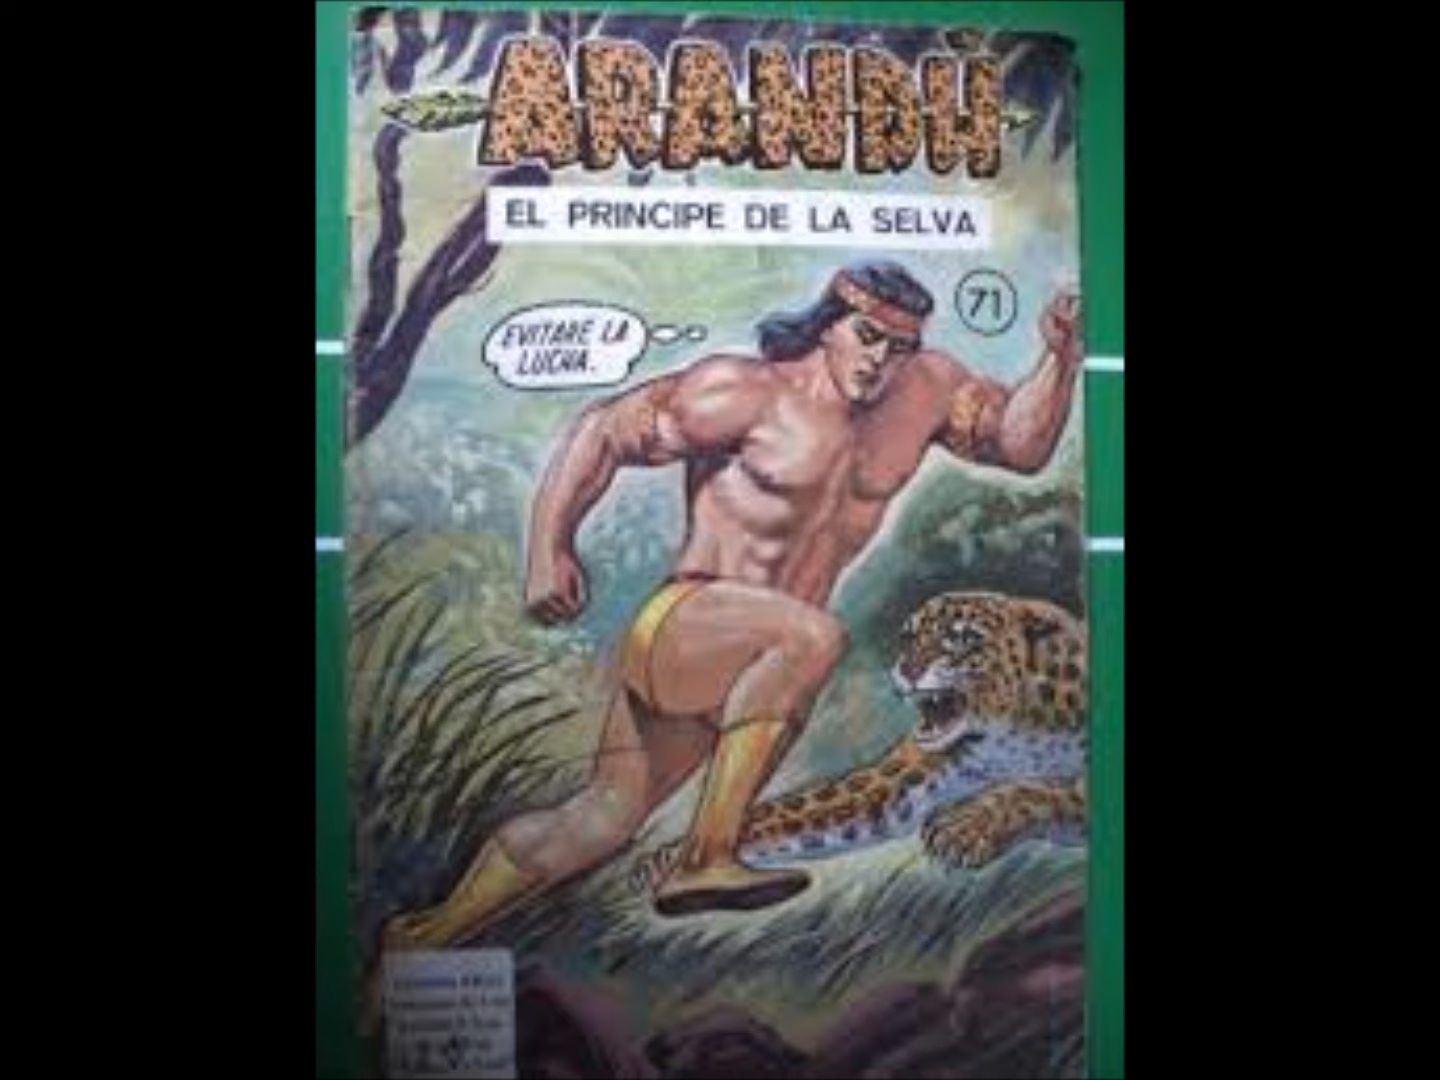 ARANDU
EL PRINCIPE DE LA SELVA
71
EVITARE LA
LUCHA.